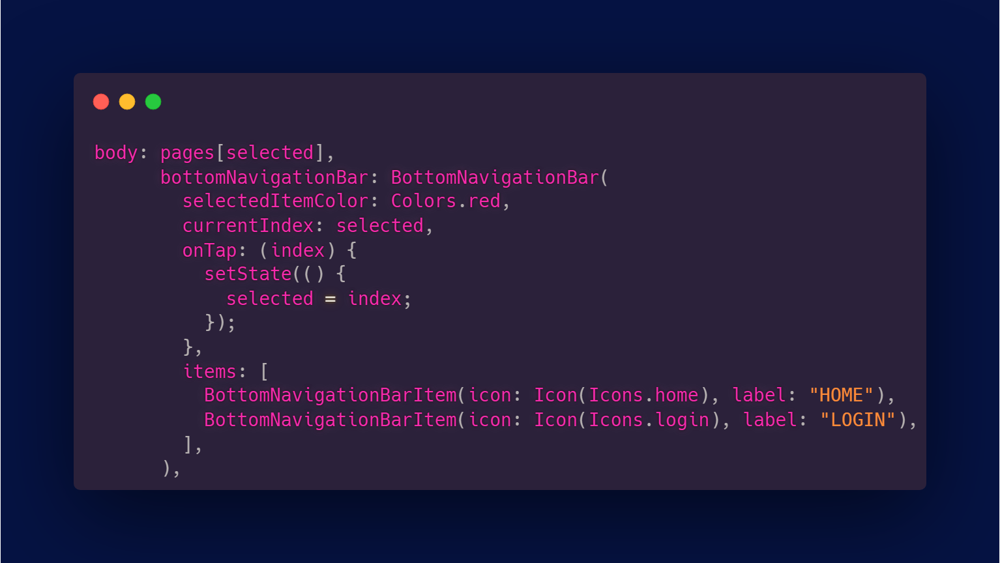 body: pages[selected],
      bottomNavigationBar: BottomNavigationBar(
        selectedItemColor: Colors.red,
        currentIndex: selected,
        onTap: (index) {
          setState(() {
            selected = index;
          });
        },
        items: [
          BottomNavigationBarItem(icon: Icon(Icons.home), label: "HOME"),
          BottomNavigationBarItem(icon: Icon(Icons.login), label: "LOGIN"),
        ],
      ),